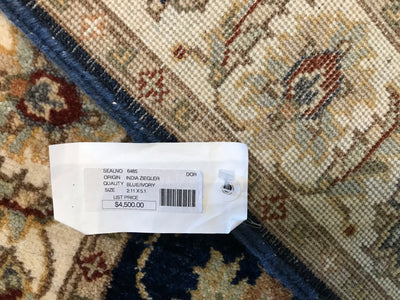 SEALNO 6485 .DOR
ORIGIN INDIA ZIEGLER
QUALITY BLUE/IVORY
SIZE 2.11 X 5.1
LIST PRICE
$4,500.00